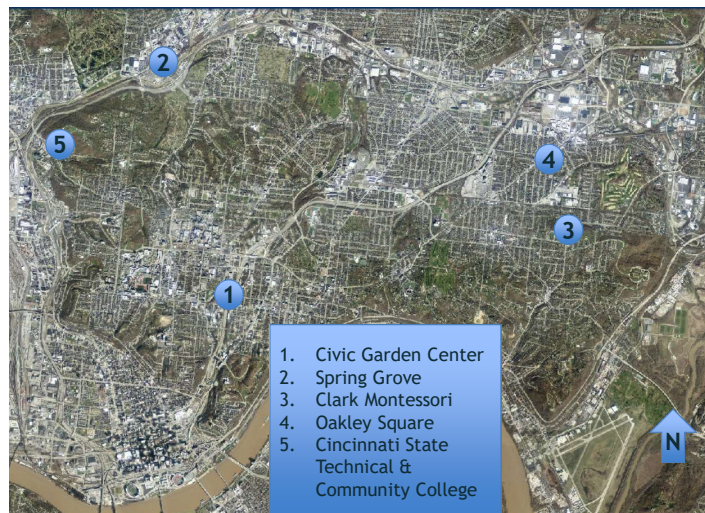 2
5
4
3
1
1. Civic Garden Center
2. Spring Grove
3. Clark Montessori
4. Oakley Square
5. Cincinnati State
Technical &
Community College
N